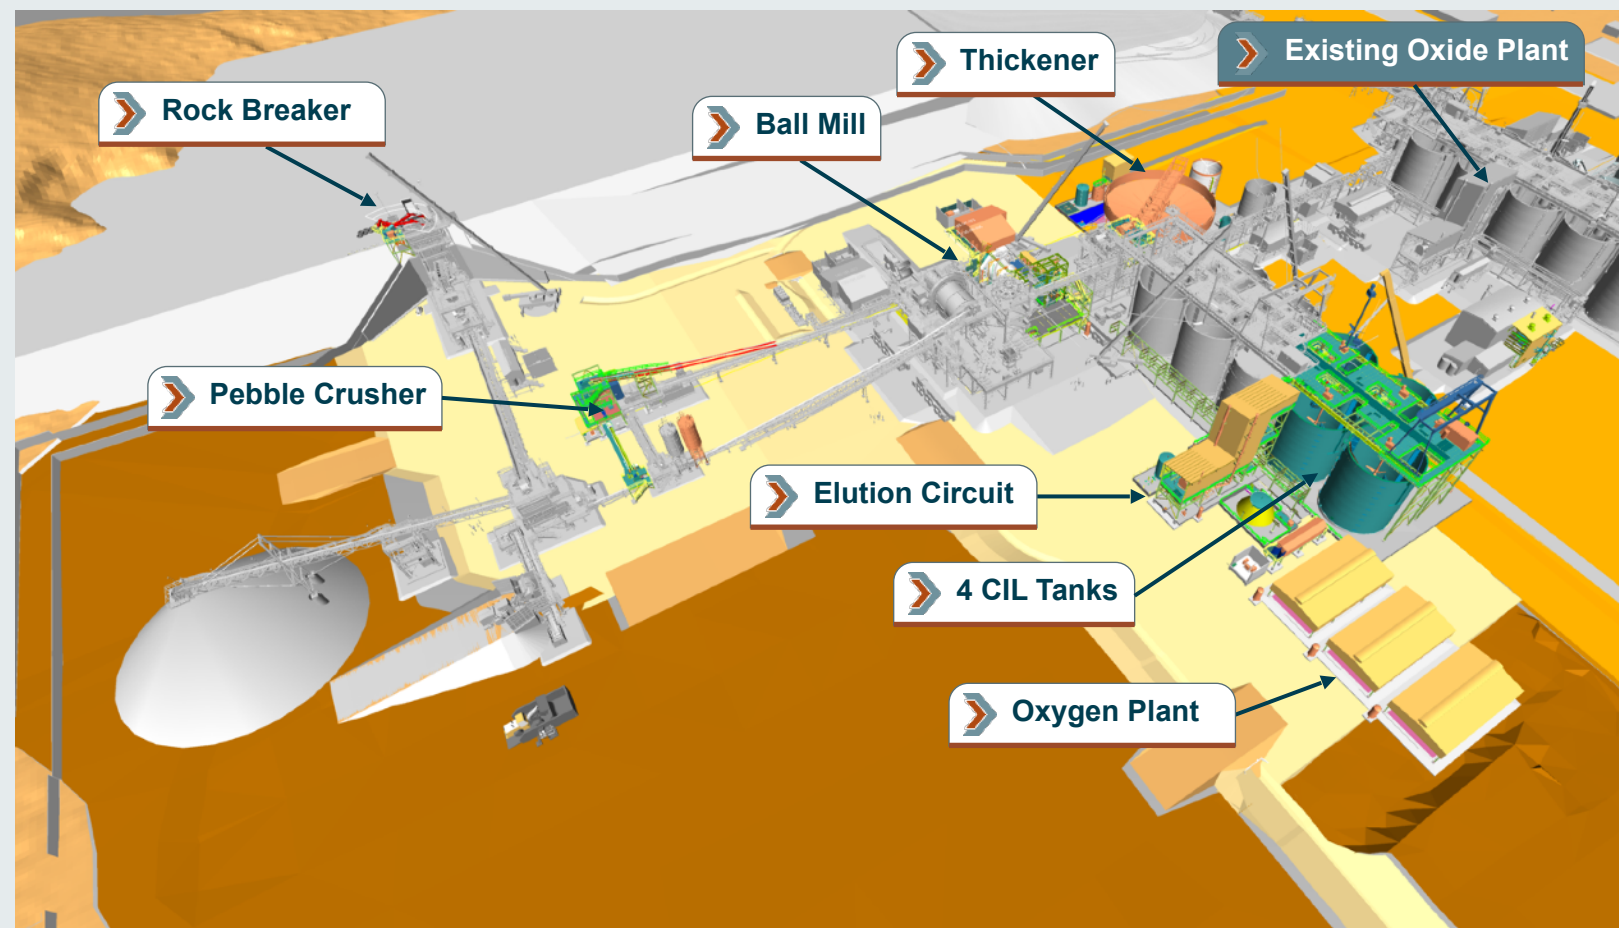 Existing Oxide Plant
Thickener
Rock Breaker
Ball Mill
Pebble Crusher
Elution Circuit
4 CIL Tanks
Oxygen Plant